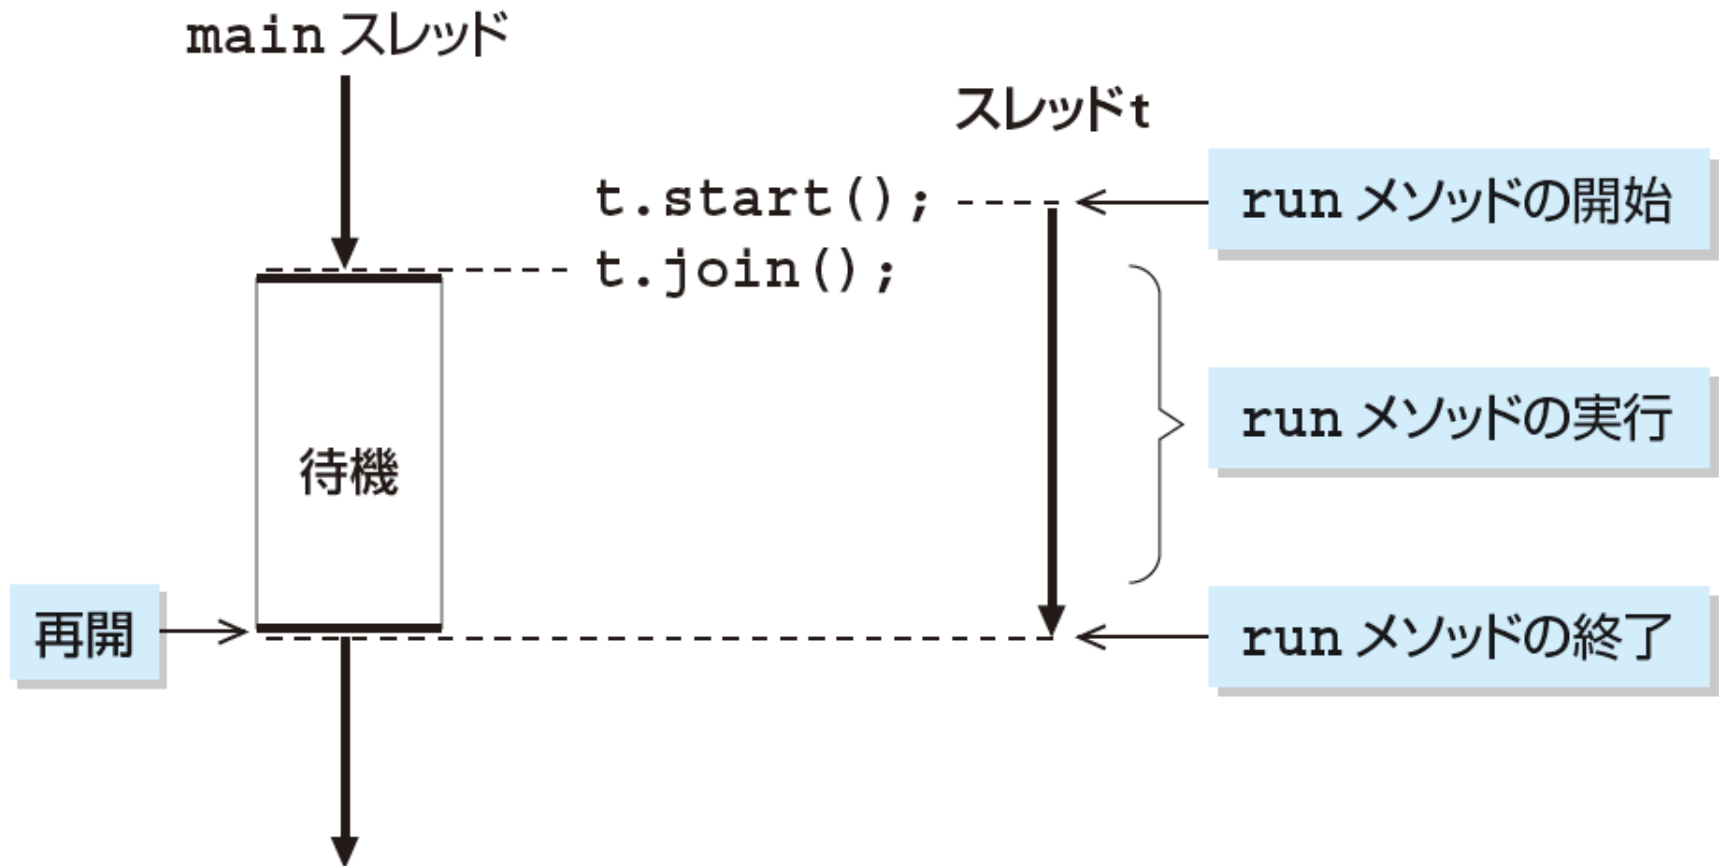 main スレッド
スレッドt
t.start();
run メソッドの開始
t.join();
run メソッドの実行
待機
再開
run メソッドの終了